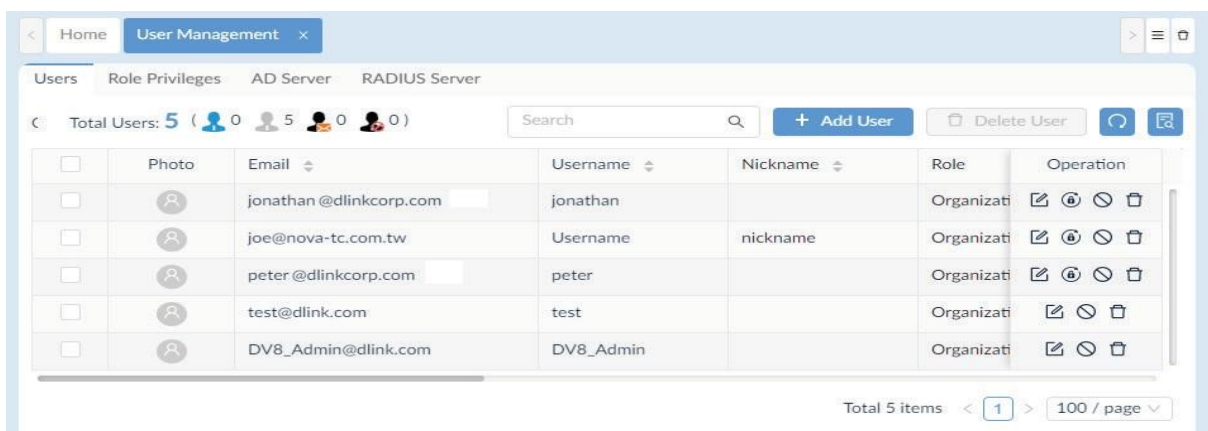 Home User Management ×
Users Role Privileges AD Server RADIUS Server
Total Users: 5 ( 0 5 0 0 )
Search + Add User Delete User
Photo Email Username Nickname Role Operation
jonathan @dlinkcorp.com jonathan Organizati
joe@nova-tc.com.tw Username nickname Organizati
peter @dlinkcorp.com peter Organizati
test@dlink.com test Organizati
DV8_Admin@dlink.com DV8_Admin Organizati
Total 5 items < 1 > 100 / page